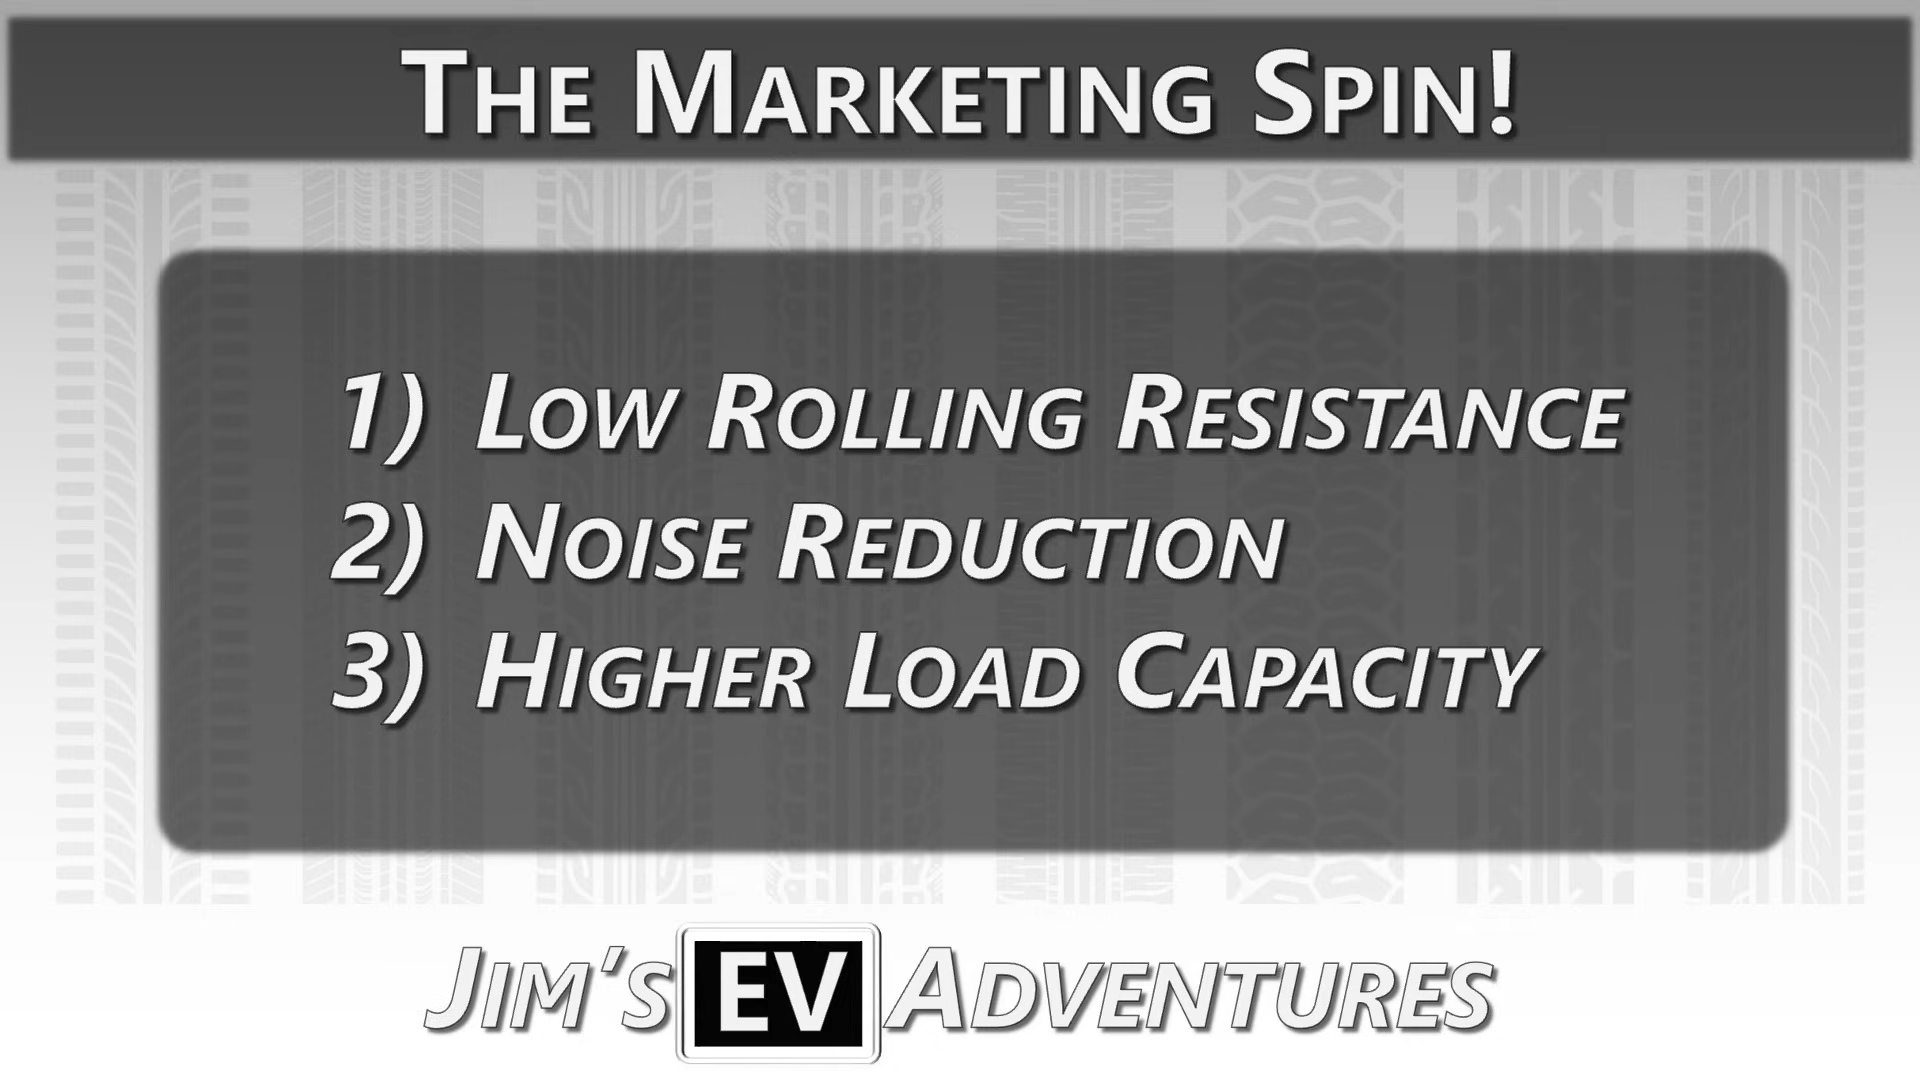 THE MARKETING SPIN!
1) LOW ROLLING RESISTANCE
2) NOISE REDUCTION
3) HIGHER LOAD CAPACITY
JIM'S EV ADVENTURES